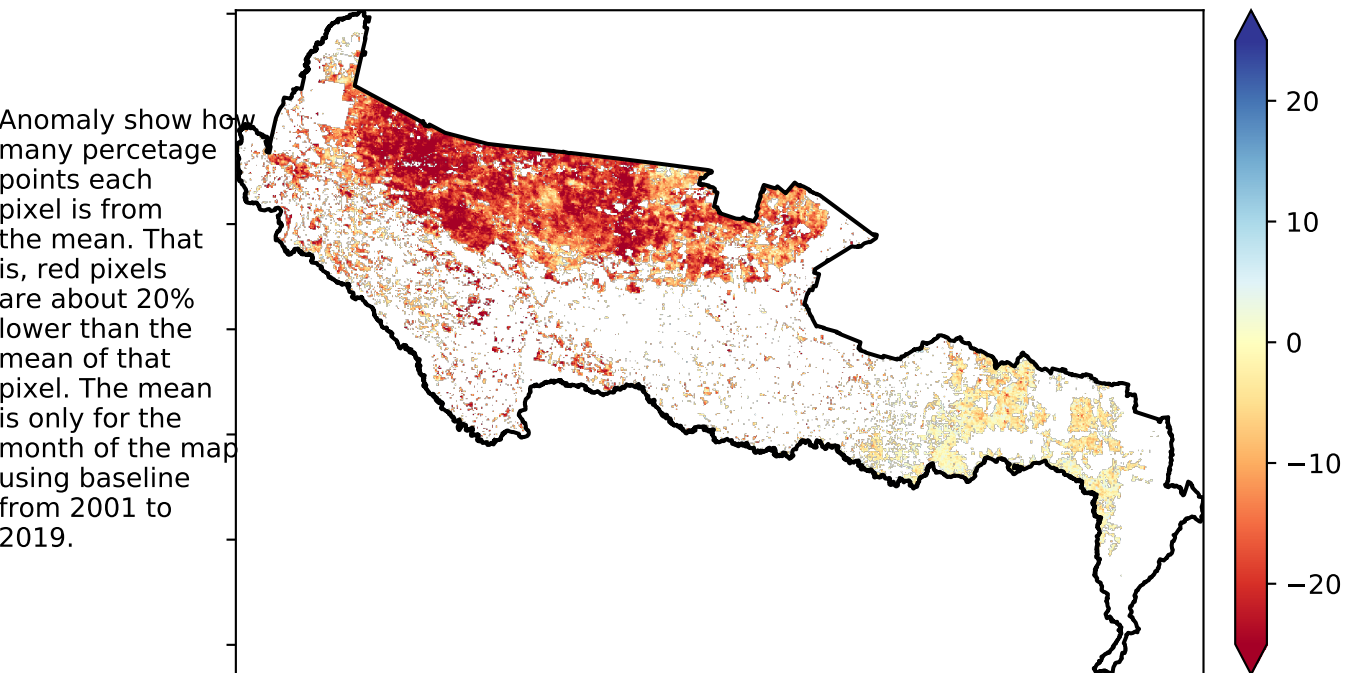 Anomaly show how
many percetage
points each
pixel is from
the mean. That
is, red pixels
are about 20%
lower than the
mean of that
pixel. The mean
is only for the
month of the map
using baseline
from 2001 to
2019.
20
10
0
−10
−20